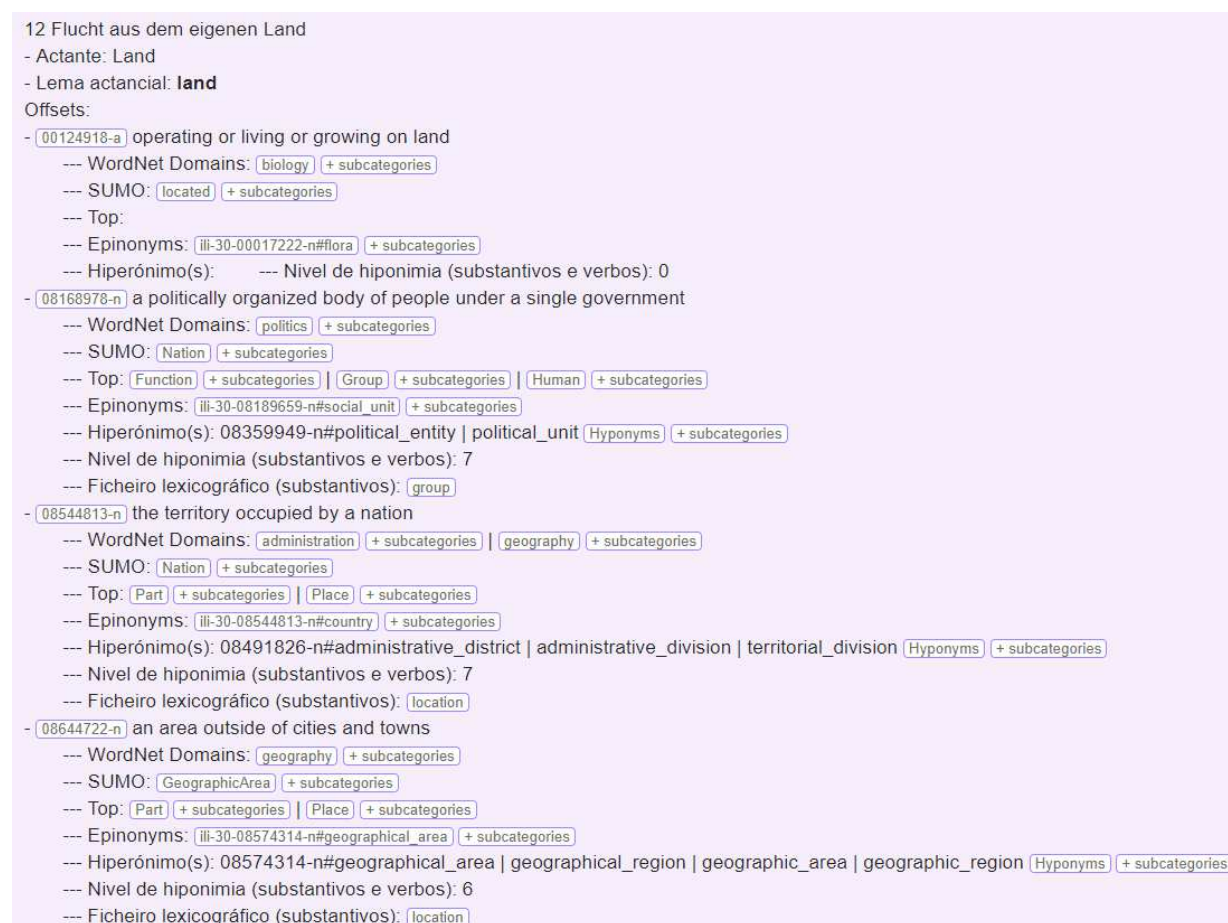 12 Flucht aus dem eigenen Land
- Actante: Land
- Lema actancial: land
Offsets:
- 00124918-a operating or living or growing on land
--- WordNet Domains: biology + subcategories
--- SUMO: located + subcategories
--- Top:
--- Epinonyms: ili-30-00017222-n#flora + subcategories
--- Hiperónimo(s): --- Nivel de hiponimia (substantivos e verbos): 0
- 08168978-n a politically organized body of people under a single government
--- WordNet Domains: politics + subcategories
--- SUMO: Nation + subcategories
--- Top: Function + subcategories | Group + subcategories | Human + subcategories
--- Epinonyms: ili-30-08189659-n#social_unit + subcategories
--- Hiperónimo(s): 08359949-n#political_entity | political_unit Hyponyms + subcategories
--- Nivel de hiponimia (substantivos e verbos): 7
--- Ficheiro lexicográfico (substantivos): group
- 08544813-n the territory occupied by a nation
--- WordNet Domains: administration + subcategories | geography + subcategories
--- SUMO: Nation + subcategories
--- Top: Part + subcategories | Place + subcategories
--- Epinonyms: ili-30-08544813-n#country + subcategories
--- Hiperónimo(s): 08491826-n#administrative_district | administrative_division | territorial_division Hyponyms + subcategories
--- Nivel de hiponimia (substantivos e verbos): 7
--- Ficheiro lexicográfico (substantivos): location
- 08644722-n an area outside of cities and towns
--- WordNet Domains: geography + subcategories
--- SUMO: GeographicArea + subcategories
--- Top: Part + subcategories | Place + subcategories
--- Epinonyms: ili-30-08574314-n#geographical_area + subcategories
--- Hiperónimo(s): 08574314-n#geographical_area | geographical_region | geographic_area | geographic_region Hyponyms + subcategories
--- Nivel de hiponimia (substantivos e verbos): 6
--- Ficheiro lexicográfico (substantivos): location